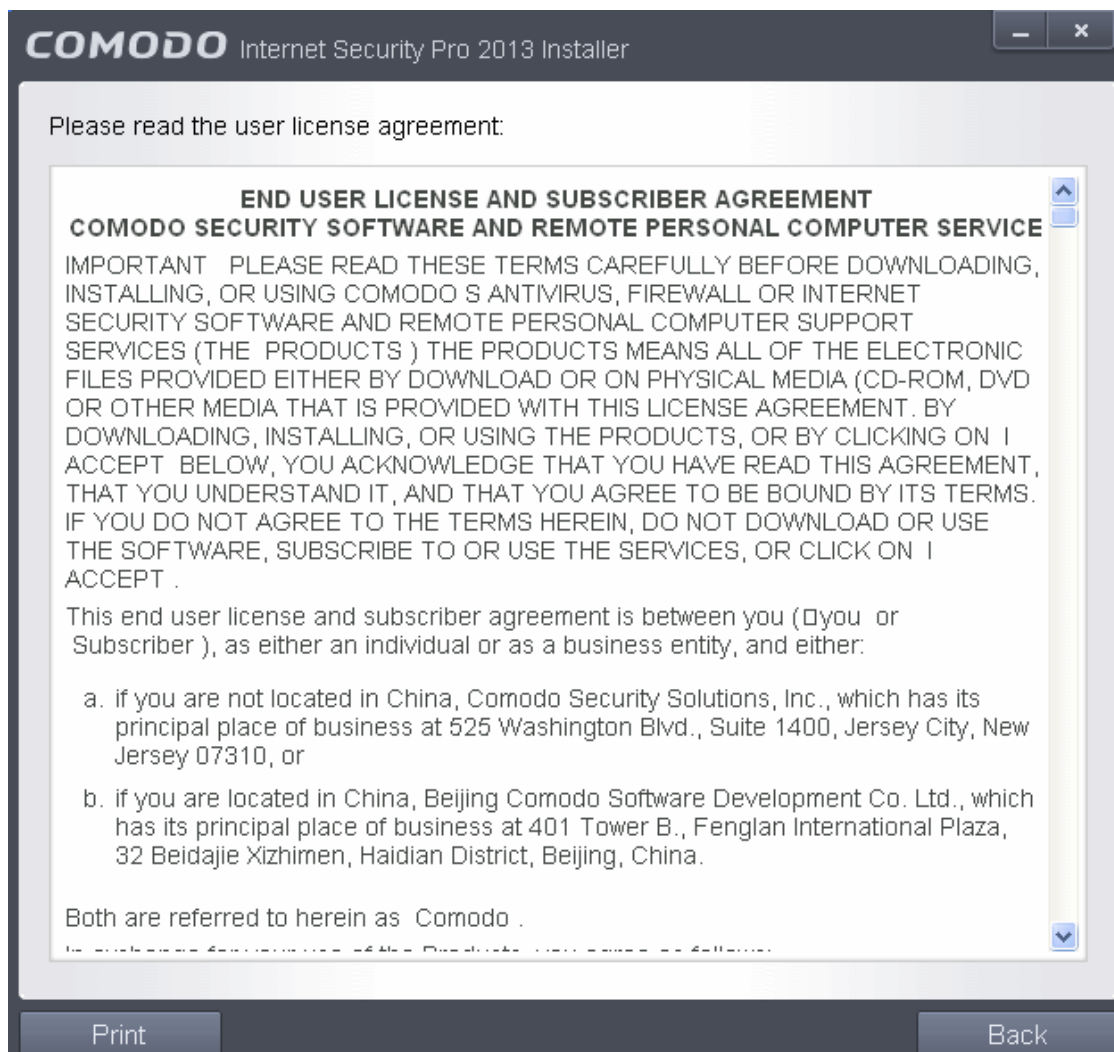 COMODO Internet Security Pro 2013 Installer
Please read the user license agreement:
END USER LICENSE AND SUBSCRIBER AGREEMENT
COMODO SECURITY SOFTWARE AND REMOTE PERSONAL COMPUTER SERVICE
IMPORTANT PLEASE READ THESE TERMS CAREFULLY BEFORE DOWNLOADING,
INSTALLING, OR USING COMODO S ANTIVIRUS, FIREWALL OR INTERNET
SECURITY SOFTWARE AND REMOTE PERSONAL COMPUTER SUPPORT
SERVICES (THE PRODUCTS ) THE PRODUCTS MEANS ALL OF THE ELECTRONIC
FILES PROVIDED EITHER BY DOWNLOAD OR ON PHYSICAL MEDIA (CD-ROM, DVD
OR OTHER MEDIA THAT IS PROVIDED WITH THIS LICENSE AGREEMENT. BY
DOWNLOADING, INSTALLING, OR USING THE PRODUCTS, OR BY CLICKING ON I
ACCEPT BELOW, YOU ACKNOWLEDGE THAT YOU HAVE READ THIS AGREEMENT,
THAT YOU UNDERSTAND IT, AND THAT YOU AGREE TO BE BOUND BY ITS TERMS.
IF YOU DO NOT AGREE TO THE TERMS HEREIN, DO NOT DOWNLOAD OR USE
THE SOFTWARE, SUBSCRIBE TO OR USE THE SERVICES, OR CLICK ON I
ACCEPT .
This end user license and subscriber agreement is between you (□you or
Subscriber ), as either an individual or as a business entity, and either:
a. if you are not located in China, Comodo Security Solutions, Inc., which has its
principal place of business at 525 Washington Blvd., Suite 1400, Jersey City, New
Jersey 07310, or
b. if you are located in China, Beijing Comodo Software Development Co. Ltd., which
has its principal place of business at 401 Tower B., Fenglan International Plaza,
32 Beidajie Xizhimen, Haidian District, Beijing, China.
Both are referred to herein as Comodo .
In exchange for your use of the Products, you agree as follows:
Print
Back